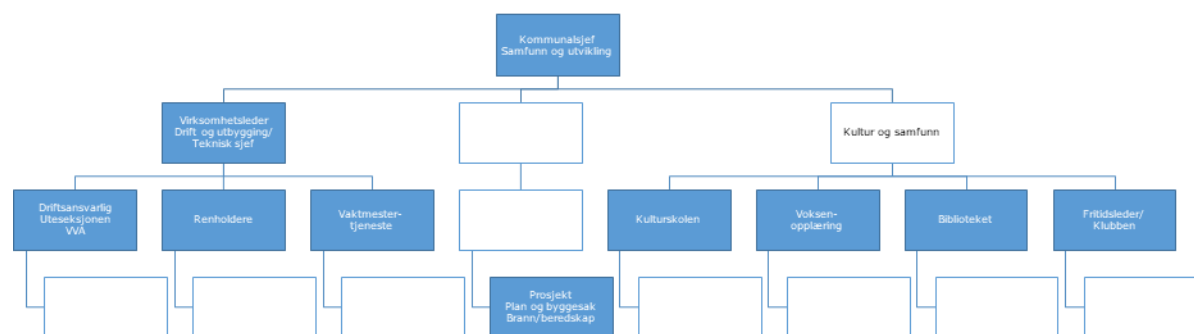 Kommunalsjef
Samfunn og utvikling
Virksomhetsleder
Drift og utbygging/
Teknisk sjef
Kultur og samfunn
Driftsansvarlig
Uteseksjonen
VVA
Renholdere
Vaktmester-
tjeneste
Kulturskolen
Voksen-
opplæring
Biblioteket
Fritidsleder/
Klubben
Prosjekt
Plan og byggesak
Brann/beredskap